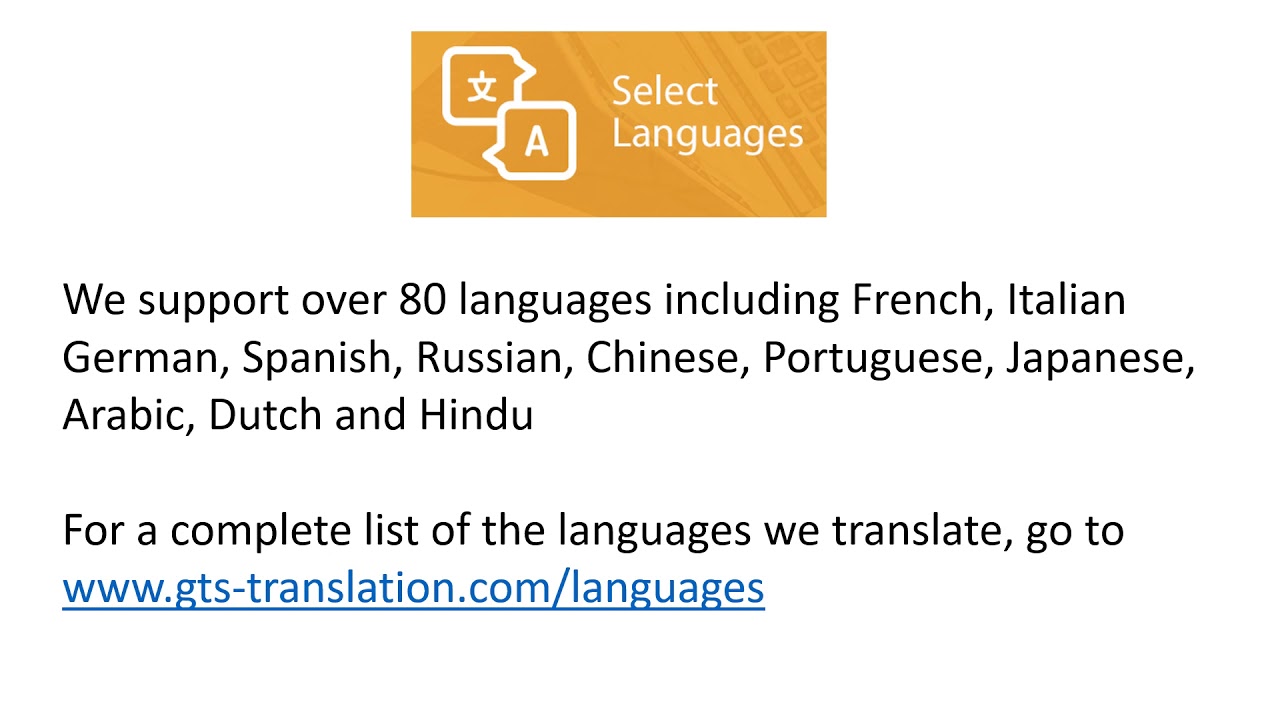 文
A
Select
Languages
We support over 80 languages including French, Italian
German, Spanish, Russian, Chinese, Portuguese, Japanese,
Arabic, Dutch and Hindu
For a complete list of the languages we translate, go to
www.gts-translation.com/languages